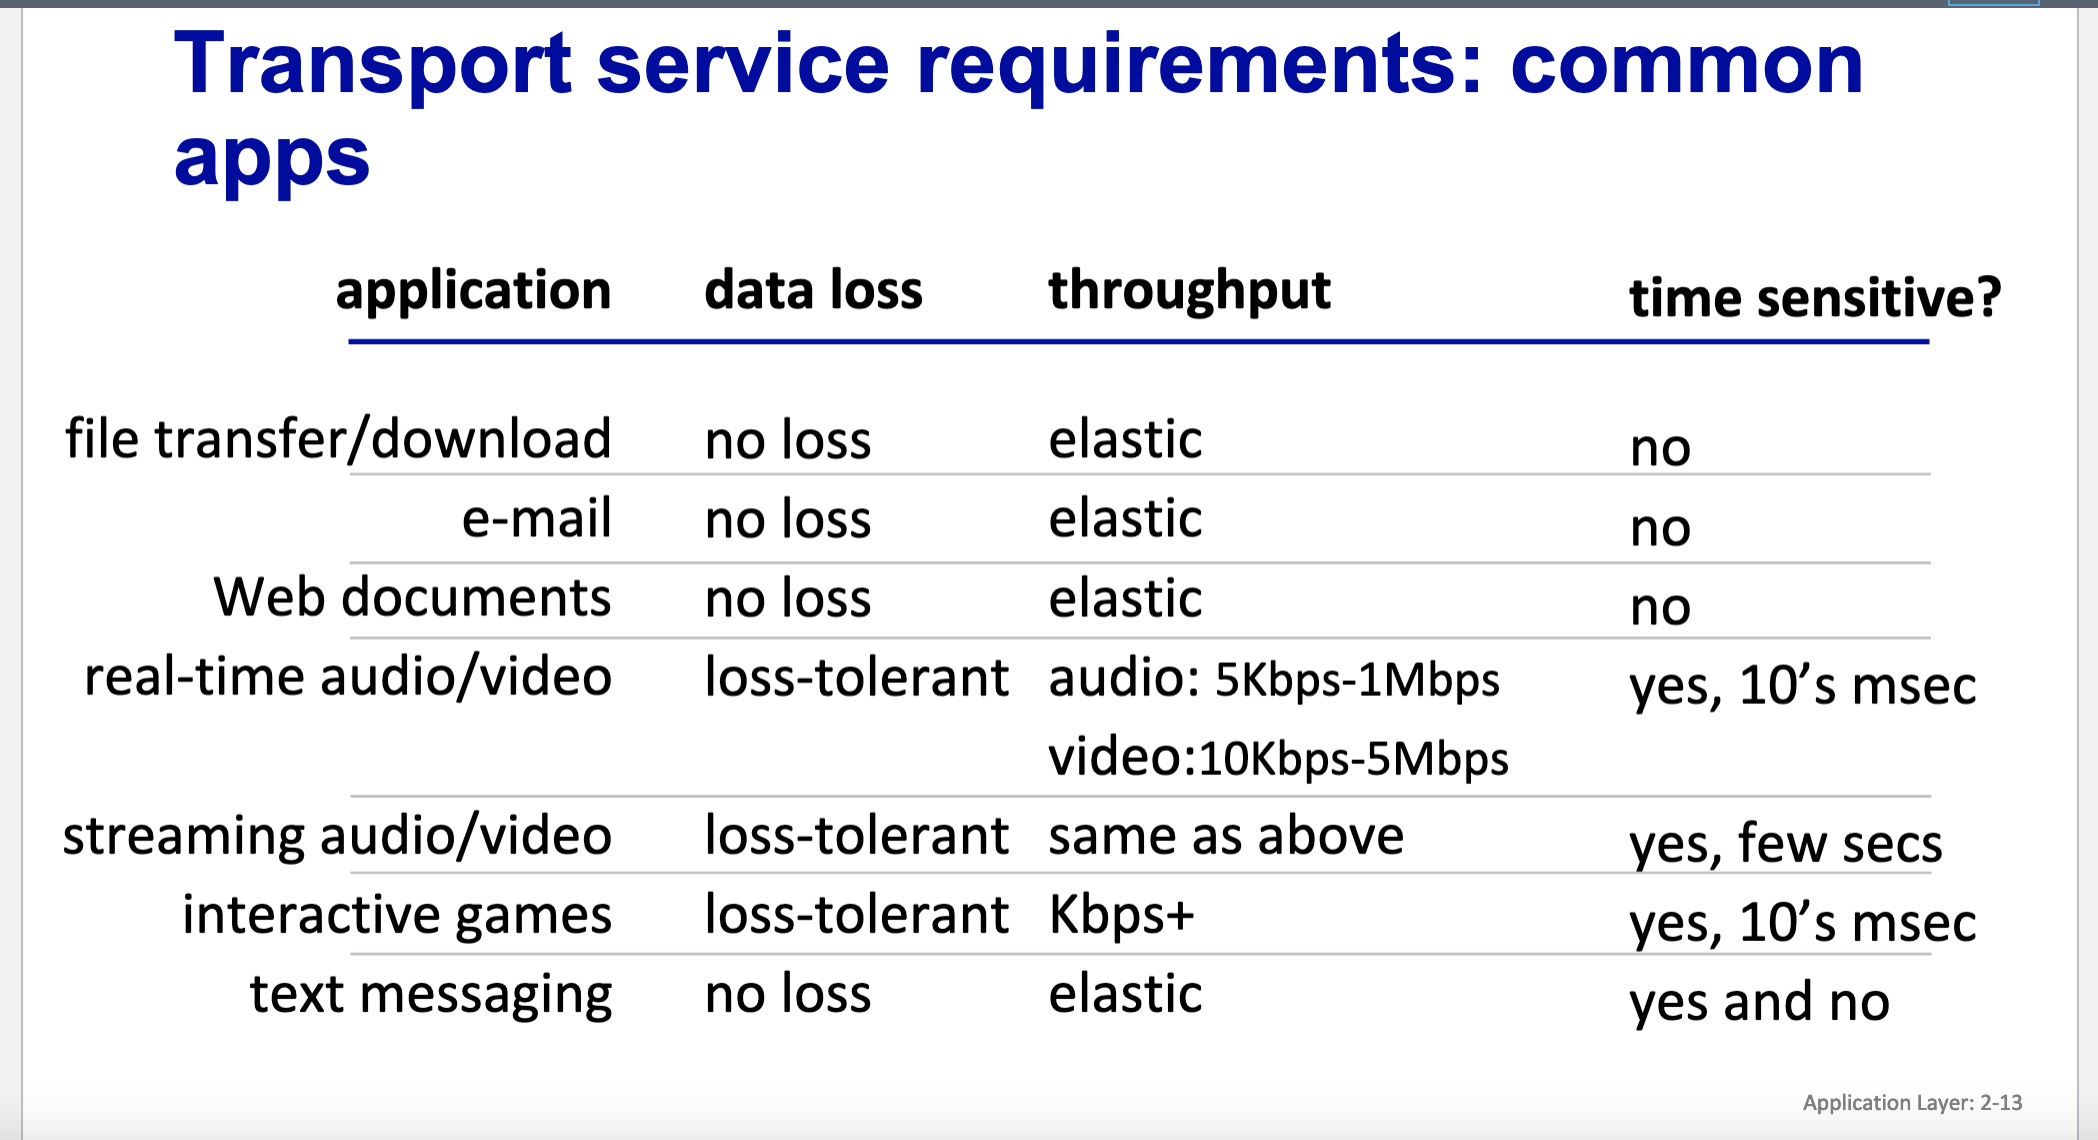 Transport service requirements: common
apps
application data loss throughput time sensitive?
file transfer/download no loss elastic no
e-mail no loss elastic no
Web documents no loss elastic no
real-time audio/video loss-tolerant audio: 5Kbps-1Mbps yes, 10’s msec
video:10Kbps-5Mbps
streaming audio/video loss-tolerant same as above yes, few secs
interactive games loss-tolerant Kbps+ yes, 10’s msec
text messaging no loss elastic yes and no
Application Layer: 2-13